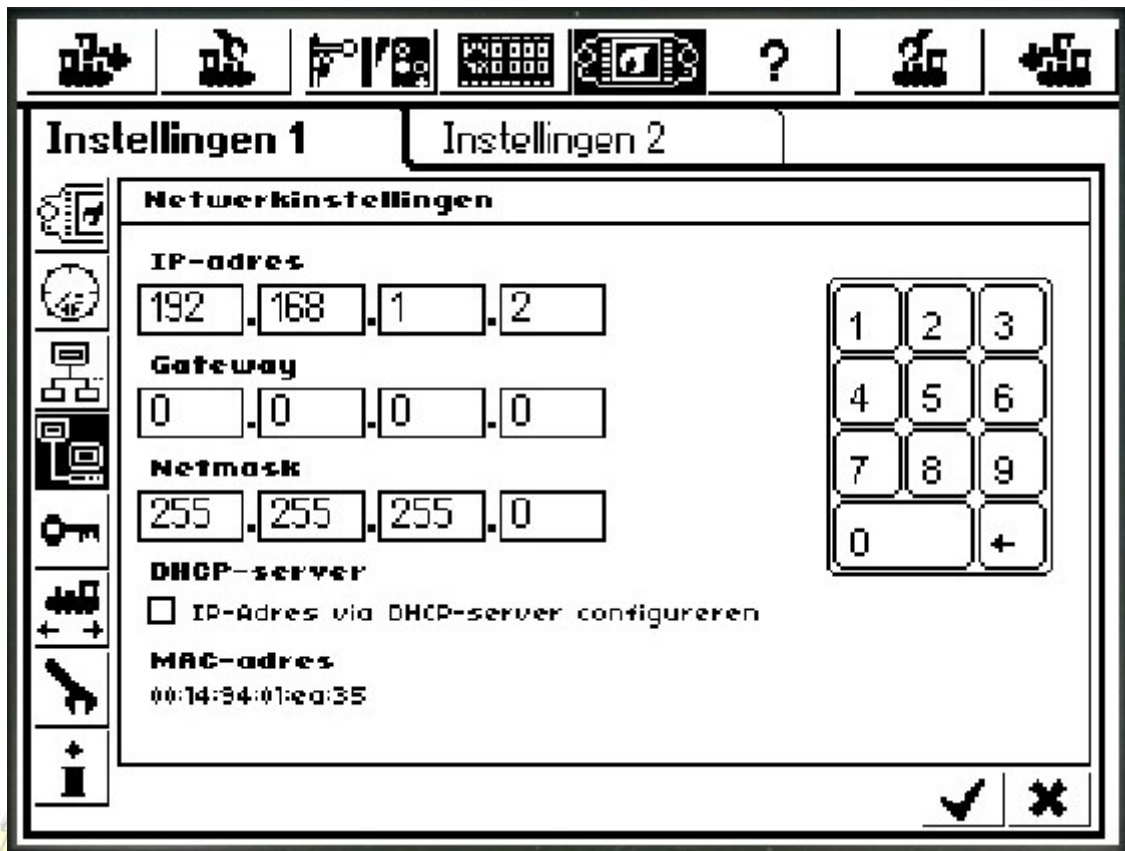 ?
Instellingen 1
Instellingen 2
Netwerkinstellingen
IP-adres
192.168.1.2
Gateway
0.0.0.0
Netmask
255.255.255.0
DHCP-server
IP-Adres via DHCP-server configureren
MAC-adres
00:14:94:01:ea:35
1 2 3
4 5 6
7 8 9
0 ←